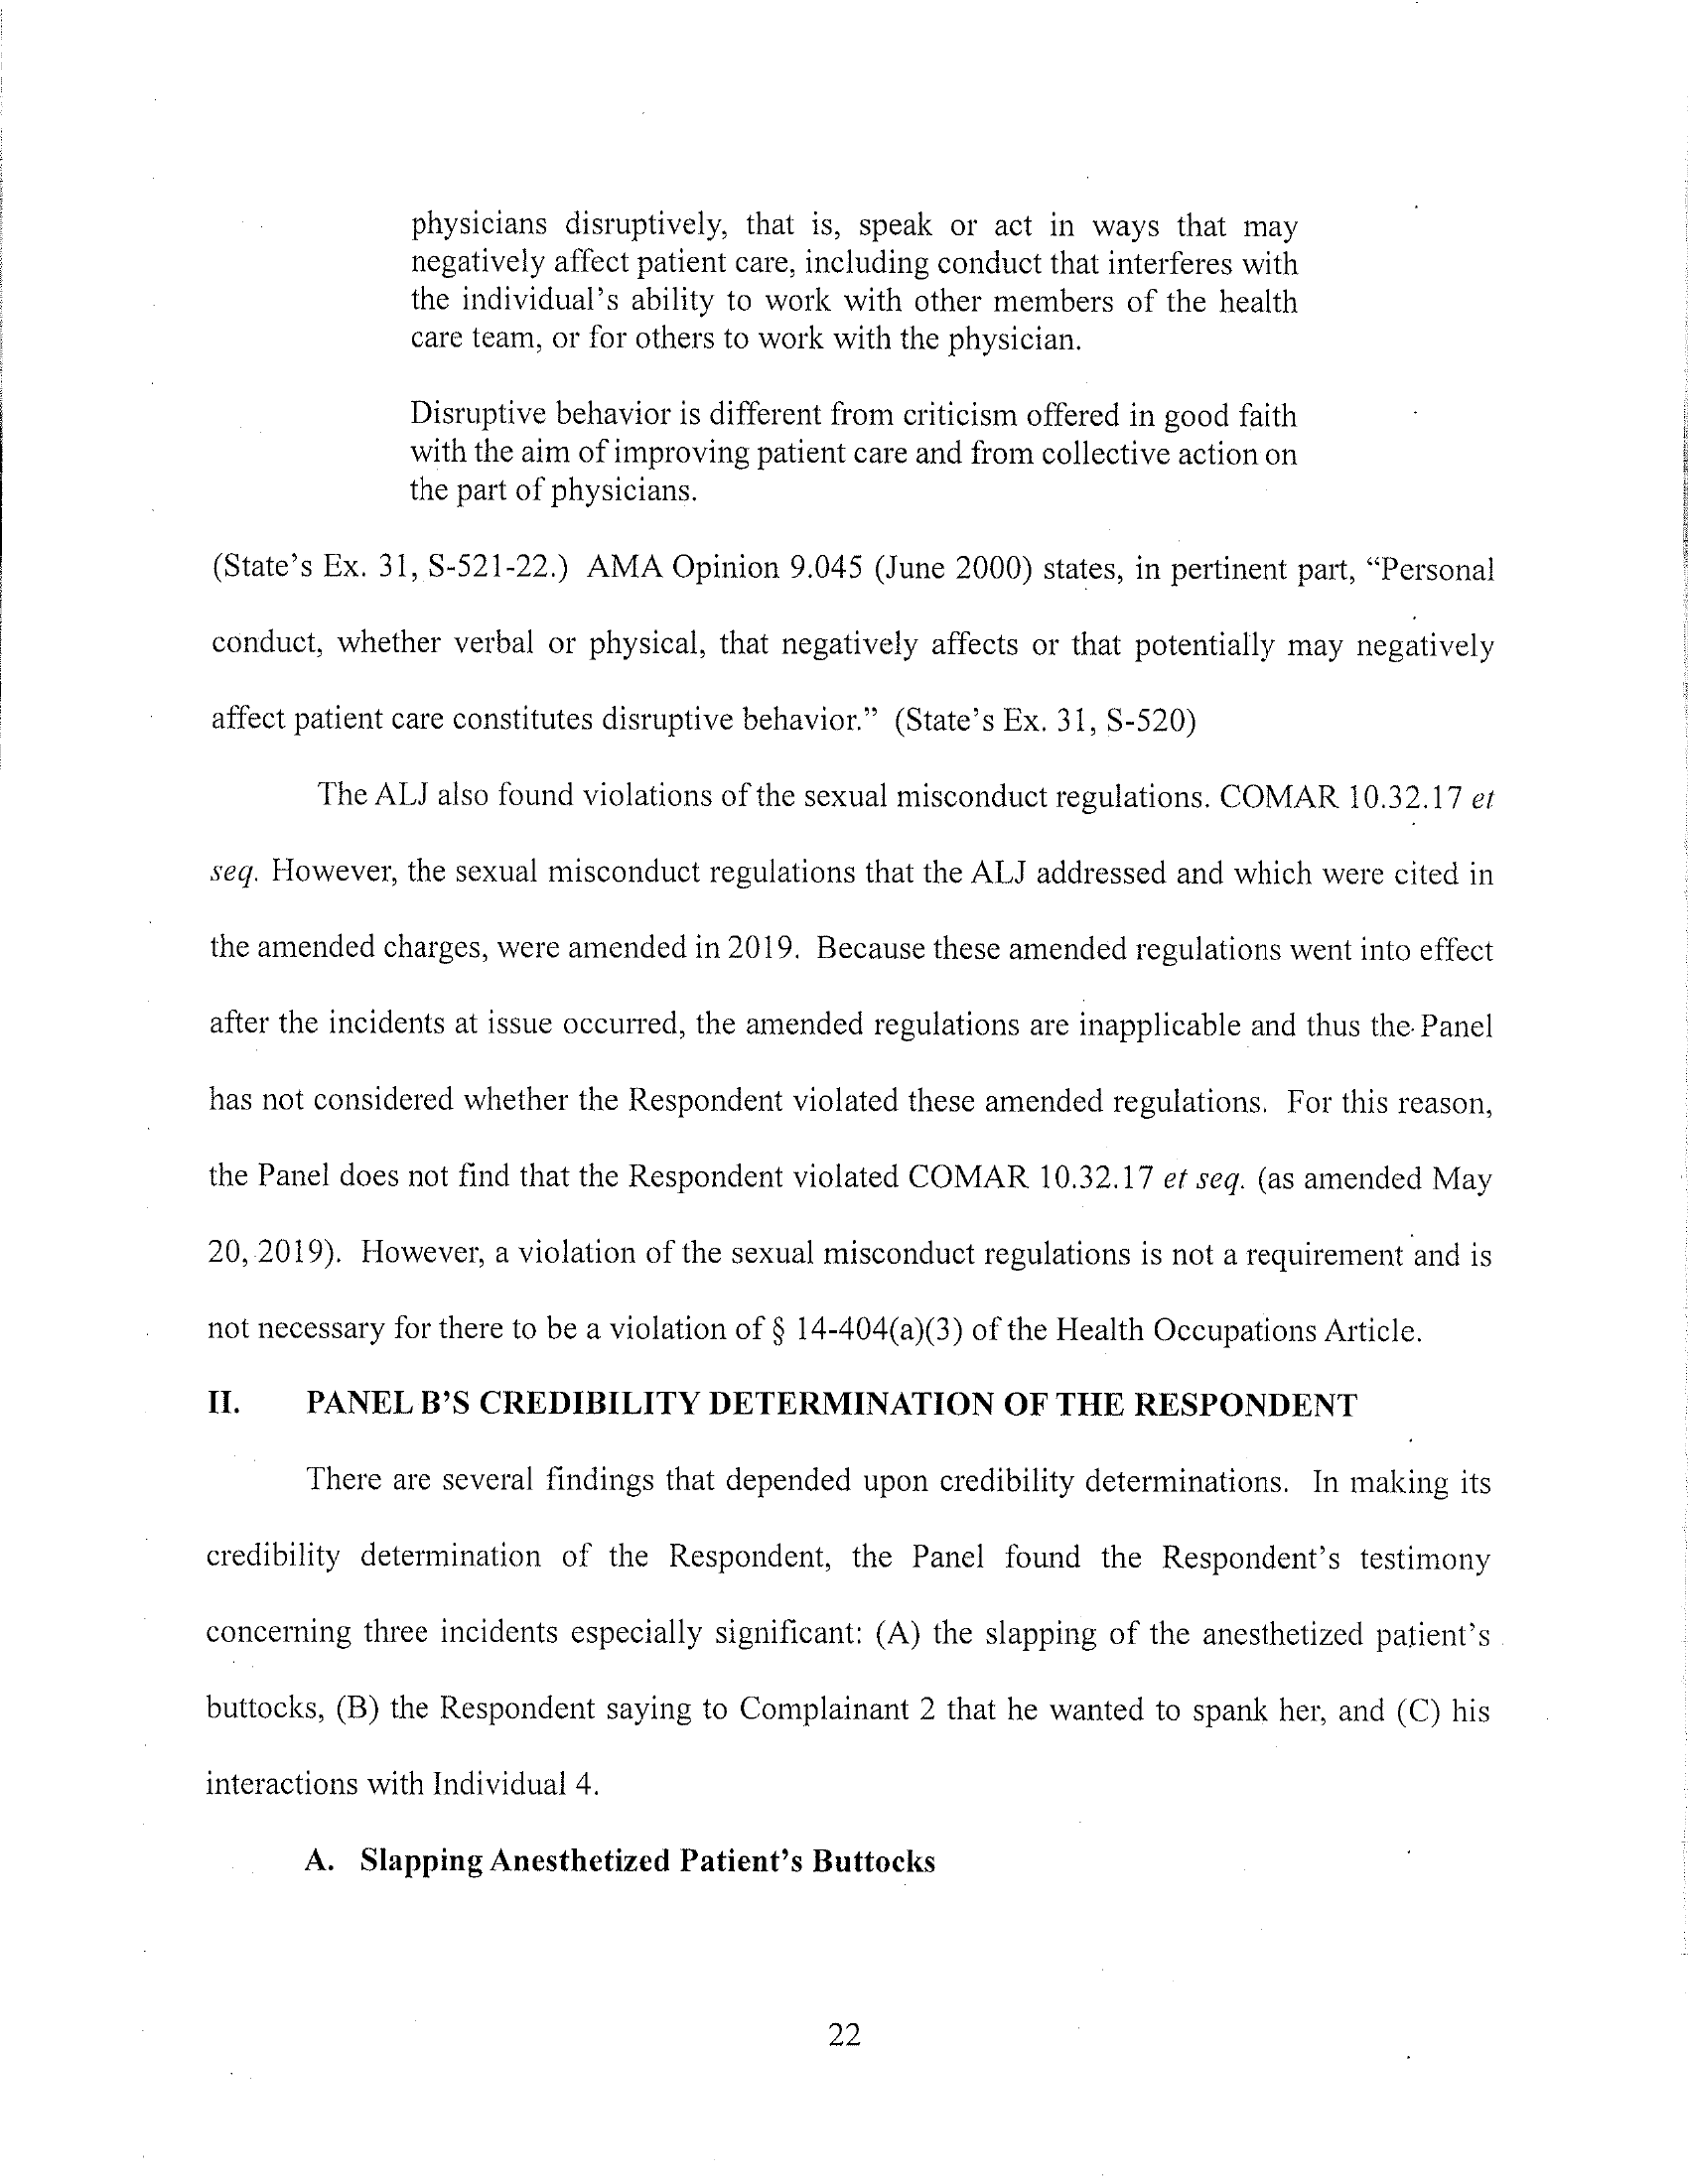 physicians disruptively, that is, speak or act in ways that may
negatively affect patient care, including conduct that interferes with
the individual's ability to work with other members of the health
care team, or for others to work with the physician.
Disruptive behavior is different from criticism offered in good faith
with the aim of improving patient care and from collective action on
the part of physicians.
(State's Ex. 31, S-521-22.) AMA Opinion 9.045 (June 2000) states, in pertinent part, “Personal
conduct, whether verbal or physical, that negatively affects or that potentially may negatively
affect patient care constitutes disruptive behavior.” (State's Ex. 31, S-520)
The ALJ also found violations of the sexual misconduct regulations. COMAR 10.32.17 et
seq. However, the sexual misconduct regulations that the ALJ addressed and which were cited in
the amended charges, were amended in 2019. Because these amended regulations went into effect
after the incidents at issue occurred, the amended regulations are inapplicable and thus the Panel
has not considered whether the Respondent violated these amended regulations. For this reason,
the Panel does not find that the Respondent violated COMAR 10.32.17 et seq. (as amended May
20, 2019). However, a violation of the sexual misconduct regulations is not a requirement and is
not necessary for there to be a violation of § 14-404(a)(3) of the Health Occupations Article.
II. PANEL B'S CREDIBILITY DETERMINATION OF THE RESPONDENT
There are several findings that depended upon credibility determinations. In making its
credibility determination of the Respondent, the Panel found the Respondent's testimony
concerning three incidents especially significant: (A) the slapping of the anesthetized patient's
buttocks, (B) the Respondent saying to Complainant 2 that he wanted to spank her, and (C) his
interactions with Individual 4.
A. Slapping Anesthetized Patient's Buttocks
22